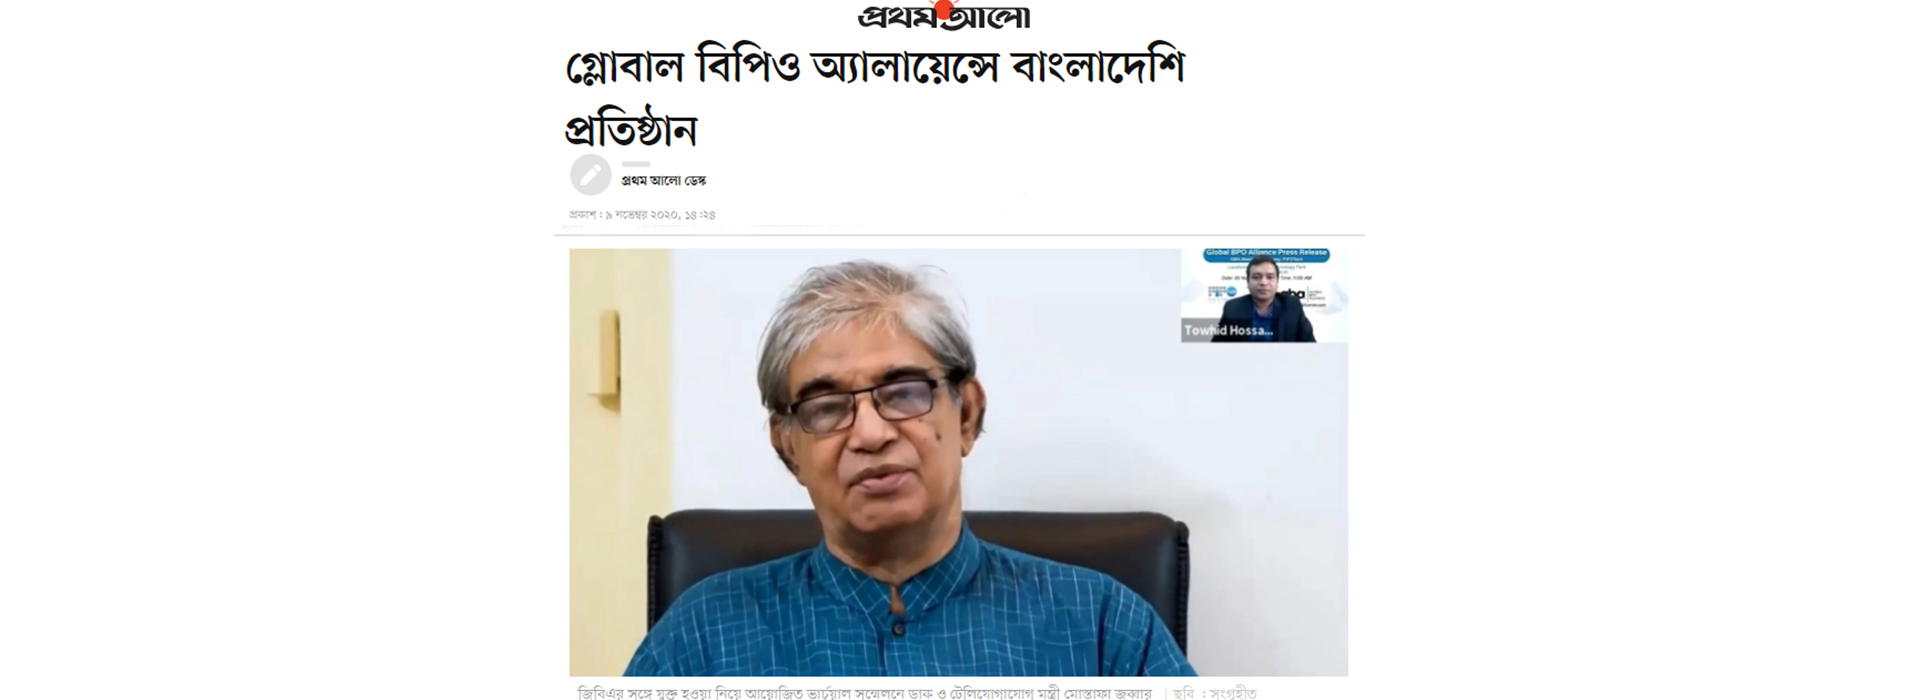 প্রথম আলো
গ্লোবাল বিপিও অ্যালায়েন্সে বাংলাদেশি
প্রতিষ্ঠান
প্রথম আলো ডেস্ক
প্রকাশ : ৯ নভেম্বর ২০২০, ১৪:২৪
Global BPO Alliance Press Release
Towhid Hossa...
জিবিএর সঙ্গে যুক্ত হওয়া নিয়ে আয়োজিত ভার্চ্যুয়াল সম্মেলনে ডাক ও টেলিযোগাযোগ মন্ত্রী মোস্তাফা জব্বার | ছবি : সংগৃহীত